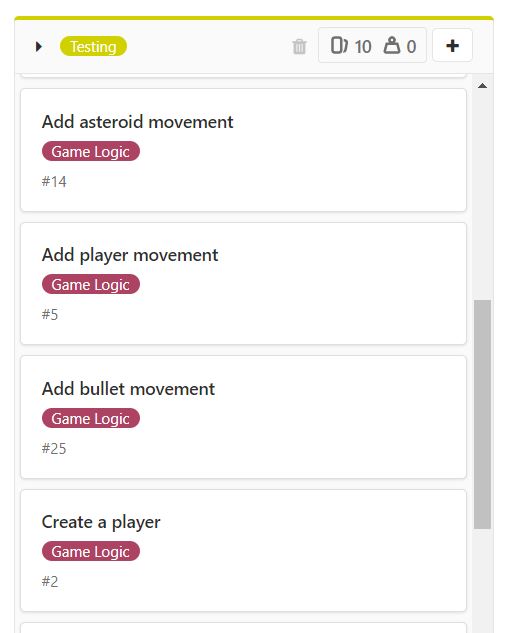 Testing 10 0
Add asteroid movement
Game Logic
#14
Add player movement
Game Logic
#5
Add bullet movement
Game Logic
#25
Create a player
Game Logic
#2